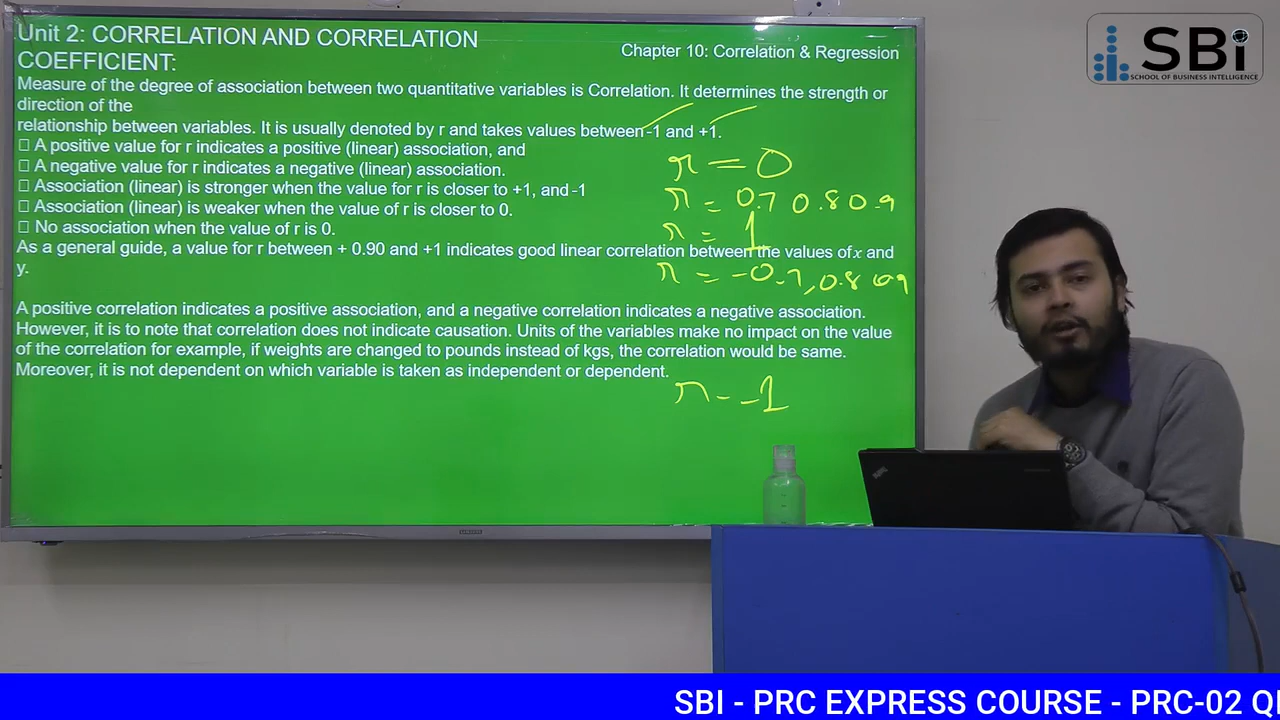 Unit 2: CORRELATION AND CORRELATION
COEFFICIENT:
Chapter 10: Correlation & Regression
SBi
SCHOOL OF BUSINESS INTELLIGENCE
Measure of the degree of association between two quantitative variables is Correlation. It determines the strength or
direction of the
relationship between variables. It is usually denoted by r and takes values between -1 and +1.
□ A positive value for r indicates a positive (linear) association, and
□ A negative value for r indicates a negative (linear) association.
□ Association (linear) is stronger when the value for r is closer to +1, and -1
□ Association (linear) is weaker when the value of r is closer to 0.
□ No association when the value of r is 0.
As a general guide, a value for r between + 0.90 and +1 indicates good linear correlation between the values of x and
y.
r = 0
r = 0.7 0.8 0.9
r = 1
r = -0.7, 0.8 0.9
A positive correlation indicates a positive association, and a negative correlation indicates a negative association.
However, it is to note that correlation does not indicate causation. Units of the variables make no impact on the value
of the correlation for example, if weights are changed to pounds instead of kgs, the correlation would be same.
Moreover, it is not dependent on which variable is taken as independent or dependent.
r - -1
SAMSUNG
ThinkPad
SBI - PRC EXPRESS COURSE - PRC-02 Q